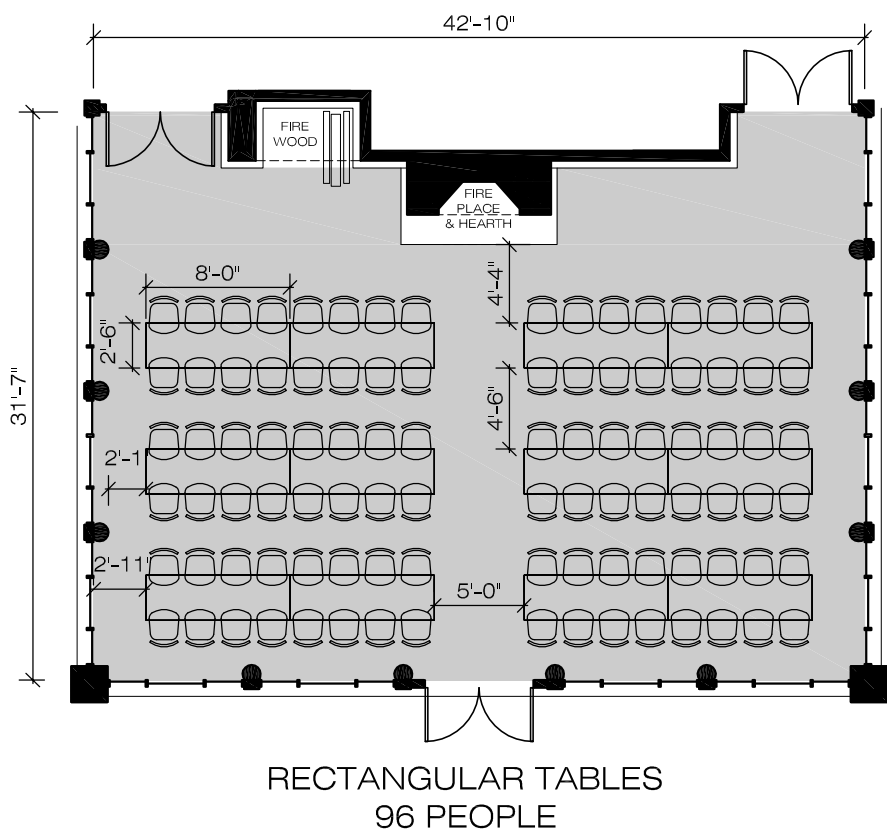 42'-10"
FIRE
WOOD
FIRE
PLACE
& HEARTH
8'-0"
4'-4"
2'-6"
31'-7"
4'-6"
2'-1
2'-11"
5'-0"
RECTANGULAR TABLES
96 PEOPLE